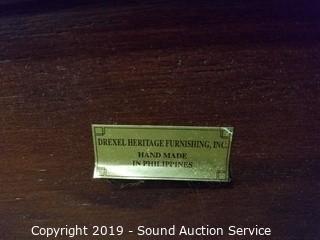 DREXEL HERITAGE FURNISHING, INC.
HAND MADE
IN PHILIPPINES
Copyright 2019 - Sound Auction Service